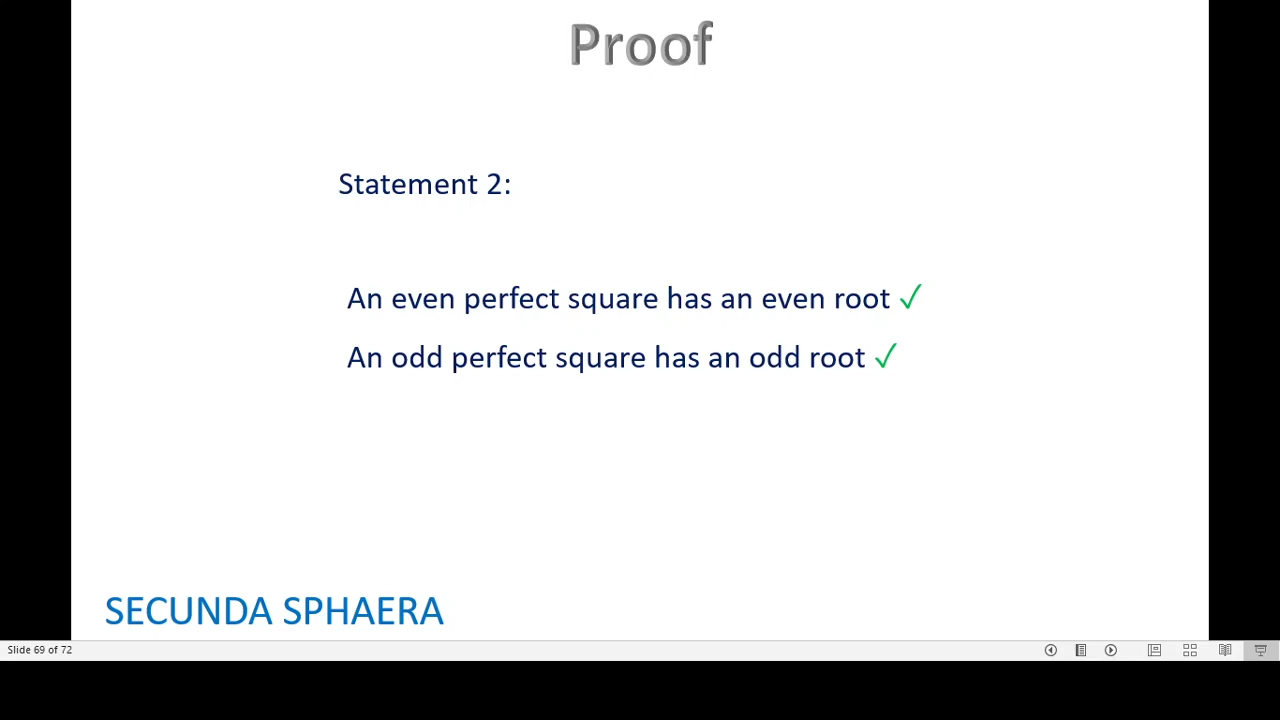 Proof
Statement 2:
An even perfect square has an even root ✓
An odd perfect square has an odd root ✓
SECUNDA SPHAERA
Slide 69 of 72